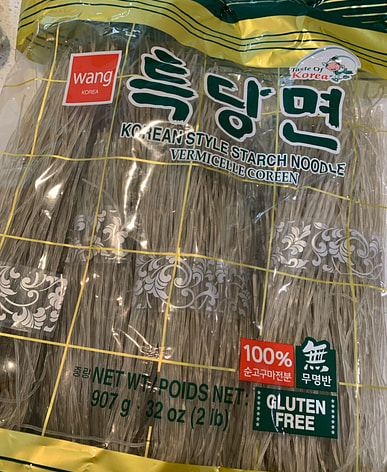 wang
KOREA
Taste Of
Korea
특당면
KOREAN STYLE STARCH NOODLE
VERMICELLE COREEN
100%
순고구마전분
無
무명반
중량 NET WT. POIDS NET:
907 g · 32 oz (2 lb)
GLUTEN
FREE